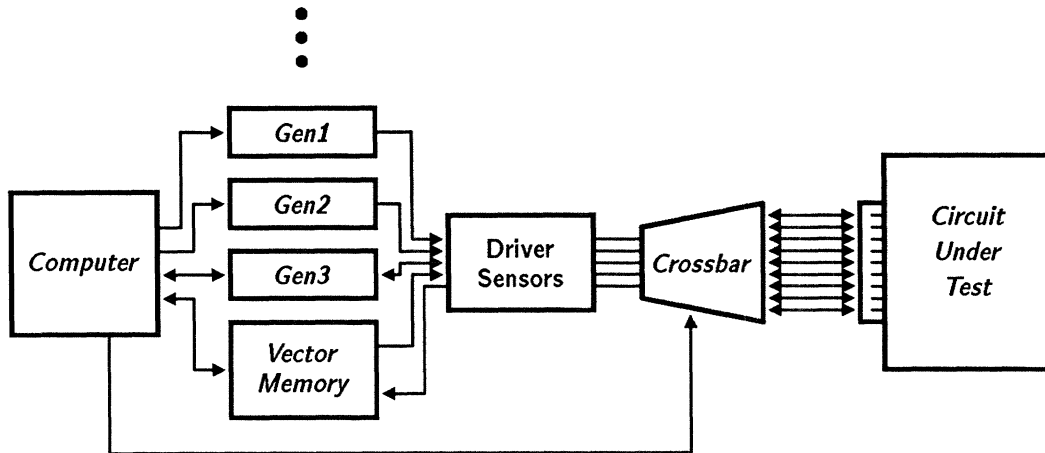 Gen1
Gen2
Computer
Gen3
Vector
Memory
Driver
Sensors
Crossbar
Circuit
Under
Test